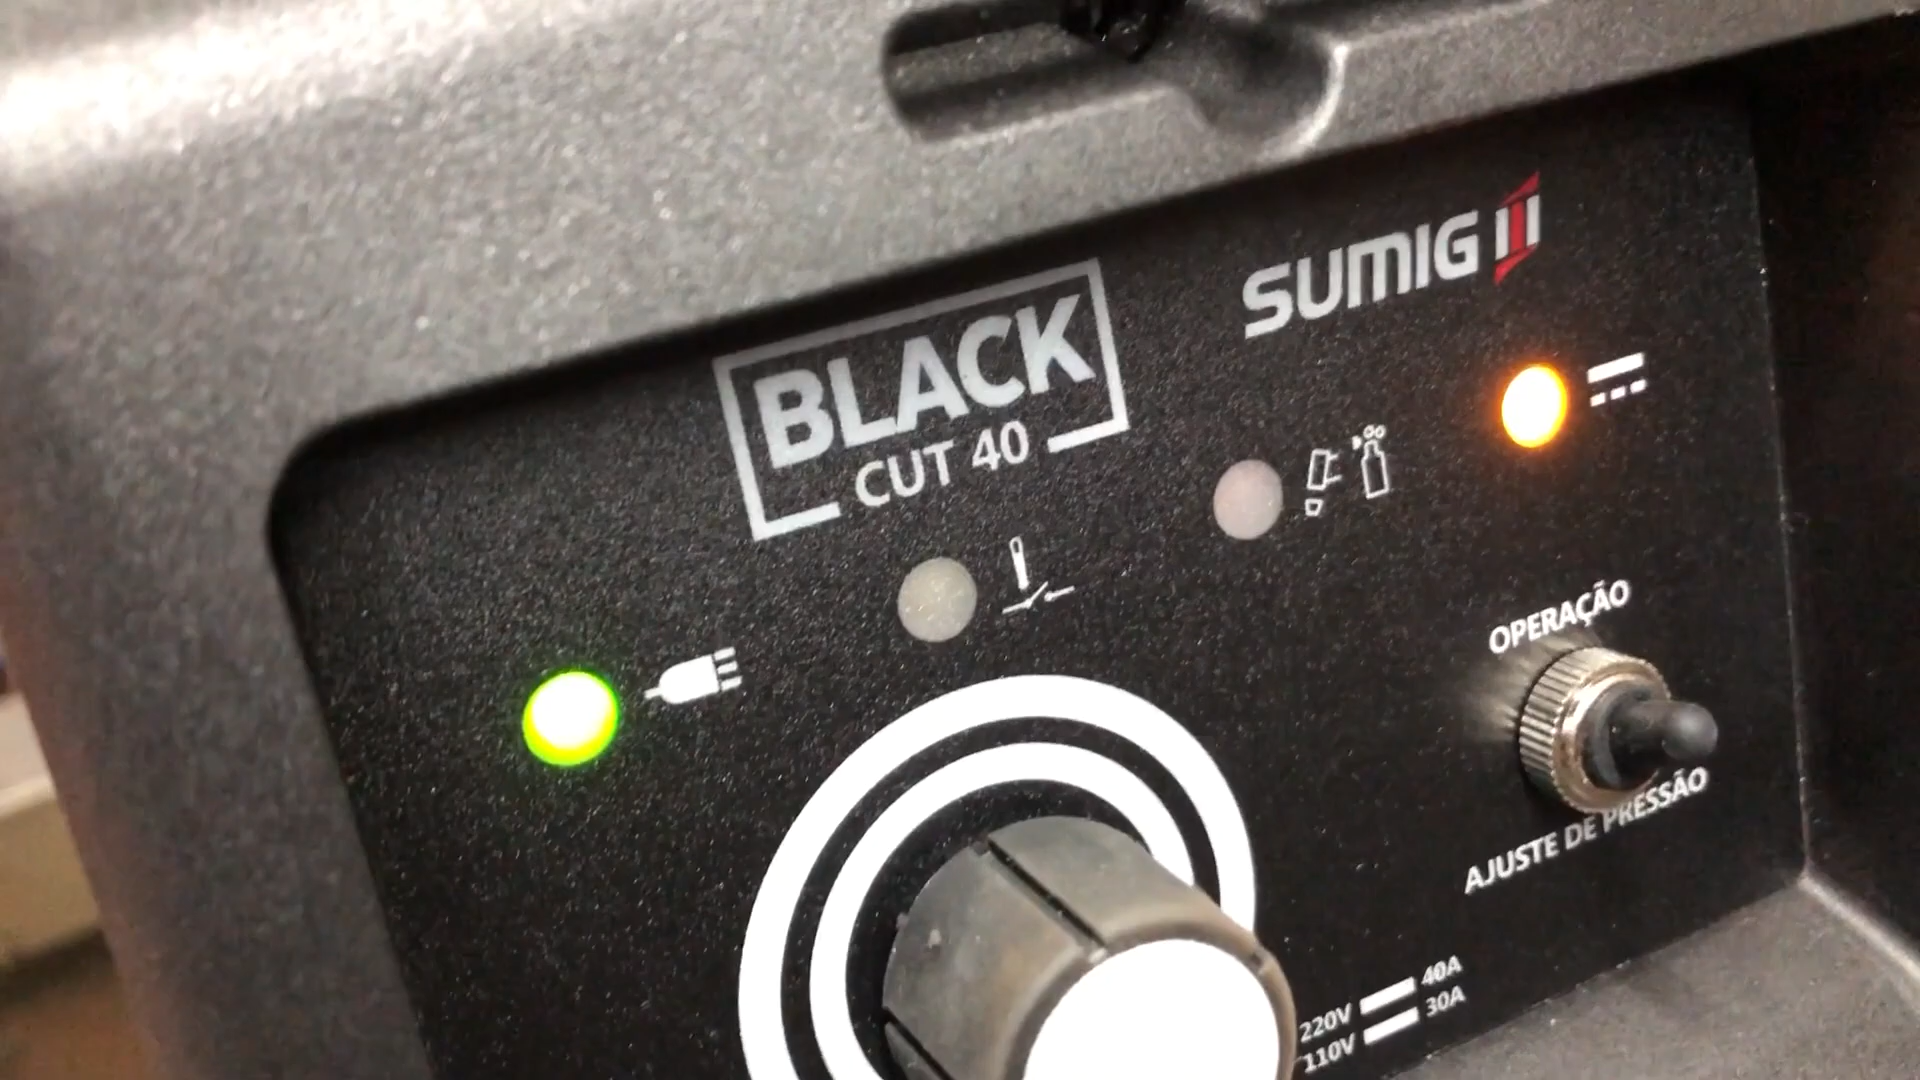 SUMIG
BLACK
CUT 40
OPERAÇÃO
AJUSTE DE PRESSÃO
220V 40A
110V 30A